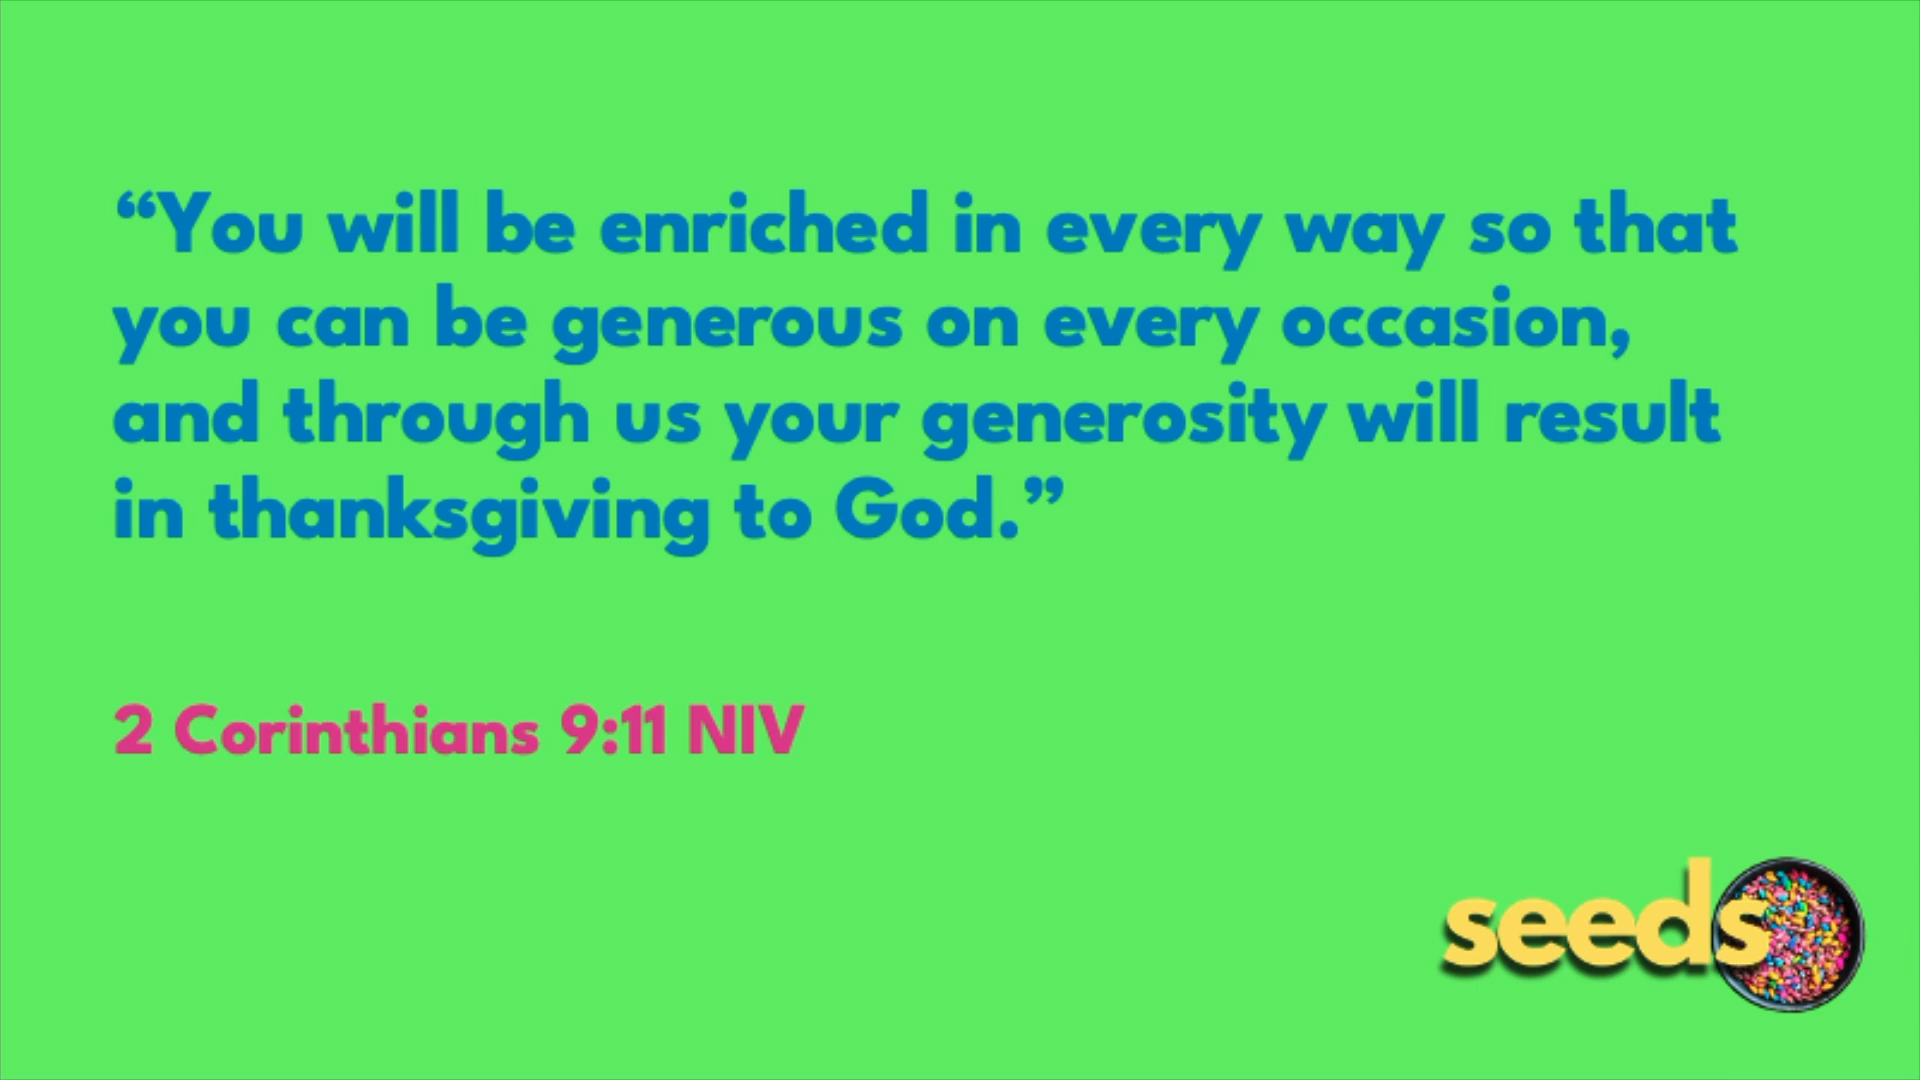 “You will be enriched in every way so that
you can be generous on every occasion,
and through us your generosity will result
in thanksgiving to God.”
2 Corinthians 9:11 NIV
seeds